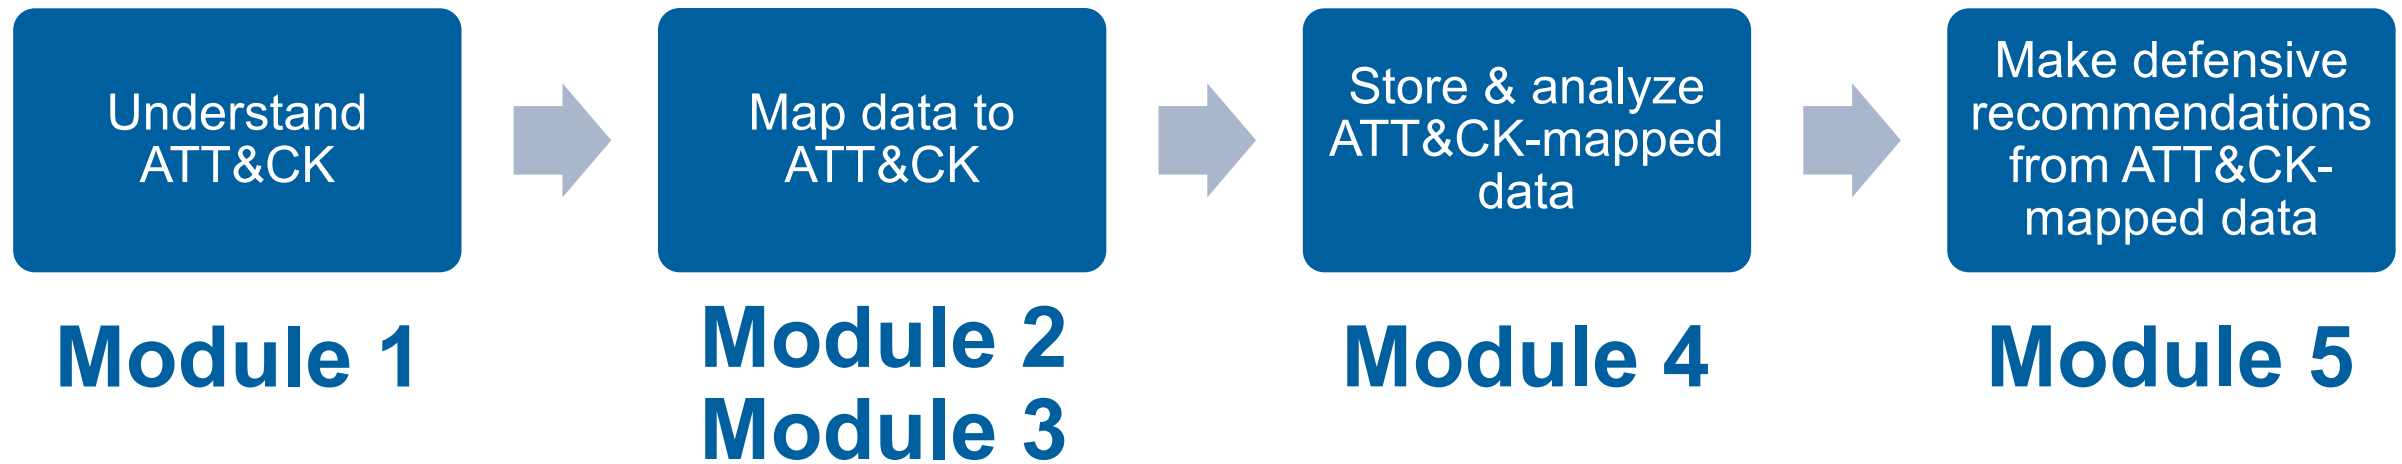 Understand
ATT&CK
Map data to
ATT&CK
Store & analyze
ATT&CK-mapped
data
Make defensive
recommendations
from ATT&CK-
mapped data
Module 1
Module 2
Module 3
Module 4
Module 5